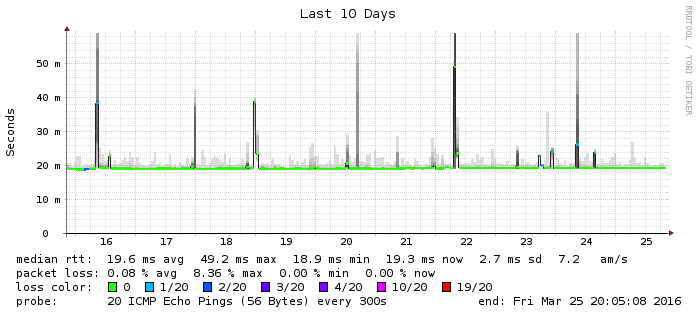 Last 10 Days
RRDTOOL / TOBI OETIKER
Seconds
50 m
40 m
30 m
20 m
10 m
0
16 17 18 19 20 21 22 23 24 25
median rtt: 19.6 ms avg 49.2 ms max 18.9 ms min 19.3 ms now 2.7 ms sd 7.2 am/s
packet loss: 0.08 % avg 8.36 % max 0.00 % min 0.00 % now
loss color: 0 1/20 2/20 3/20 4/20 10/20 19/20
probe: 20 ICMP Echo Pings (56 Bytes) every 300s end: Fri Mar 25 20:05:08 2016